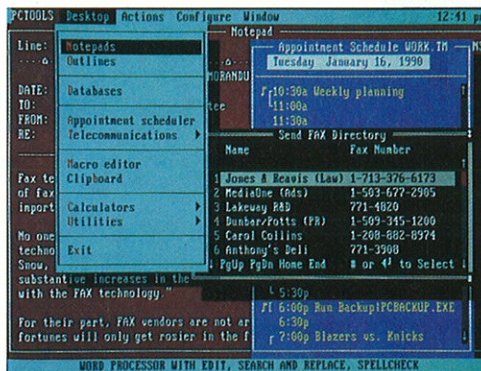 PCTOOLS Desktop Actions Configure Window 12:41 p
Notepad
Line:
Notepads
Outlines
Databases
Appointment scheduler
Telecommunications
Macro editor
Clipboard
Calculators
Utilities
Exit
MORANDU
DATE:
TO:
FROM:
RE:
tee
Fax te
of fax
import
No one
techno
Snow,
substantive increases in the
with the FAX technology."
For their part, FAX vendors are not ar
fortunes will only get rosier in the f
Appointment Schedule WORK.TM
Tuesday January 16, 1990
10:30a Weekly planning
11:00a
11:30a
Send FAX Directory
Name Fax Number
1 Jones & Reavis (Law) 1-713-376-6173
2 MediaOne (Ads) 1-503-677-2905
3 Lakeway R&D 771-4820
4 Dunbar/Potts (PR) 1-509-345-1200
5 Carol Collins 1-208-882-8974
6 Anthony's Deli 771-3908
PgUp PgDn Home End # or ↵ to Select
5:30p
6:00p Run Backup!PCBACKUP.EXE
6:30p
7:00p Blazers vs. Knicks
WORD PROCESSOR WITH EDIT, SEARCH AND REPLACE, SPELLCHECK